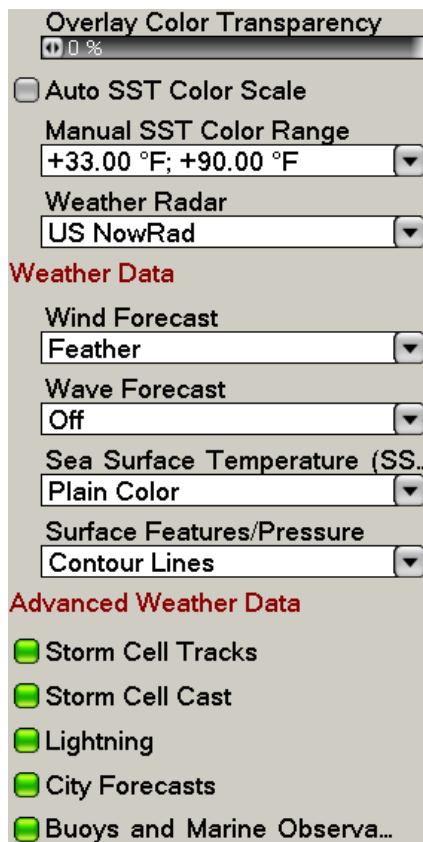 Overlay Color Transparency
0 %
Auto SST Color Scale
Manual SST Color Range
+33.00 °F; +90.00 °F
Weather Radar
US NowRad
Weather Data
Wind Forecast
Feather
Wave Forecast
Off
Sea Surface Temperature (SS..
Plain Color
Surface Features/Pressure
Contour Lines
Advanced Weather Data
Storm Cell Tracks
Storm Cell Cast
Lightning
City Forecasts
Buoys and Marine Observa...